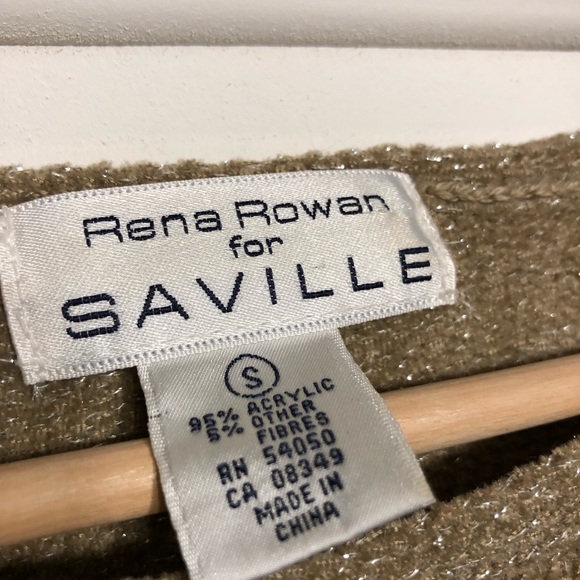 Rena Rowan
for
SAVILLE
S
95% ACRYLIC
5% OTHER
FIBRES
RN 54050
CA 08349
MADE IN
CHINA